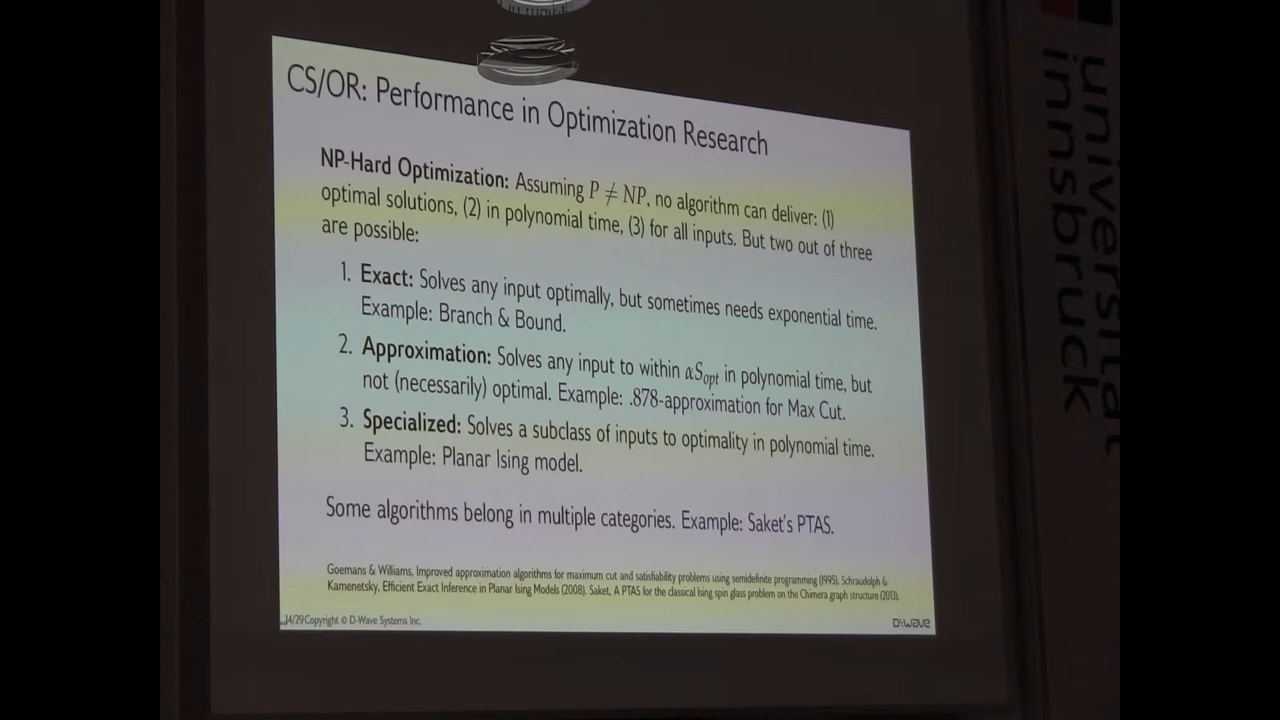 CS/OR: Performance in Optimization Research
NP-Hard Optimization: Assuming P ≠ NP, no algorithm can deliver: (1)
optimal solutions, (2) in polynomial time, (3) for all inputs. But two out of three
are possible:
1. Exact: Solves any input optimally, but sometimes needs exponential time.
Example: Branch & Bound.
2. Approximation: Solves any input to within αSopt in polynomial time, but
not (necessarily) optimal. Example: .878-approximation for Max Cut.
3. Specialized: Solves a subclass of inputs to optimality in polynomial time.
Example: Planar Ising model.
Some algorithms belong in multiple categories. Example: Saket's PTAS.
Goemans & Williams, Improved approximation algorithms for maximum cut and satisfiability problems using semidefinite programming (1995). Schraudolph &
Kamenetsky, Efficient Exact Inference in Planar Ising Models (2008). Saket, A PTAS for the classical Ising spin glass problem on the Chimera graph structure (2013).
14/29 Copyright © D-Wave Systems Inc.
D:wave
universität
innsbruck